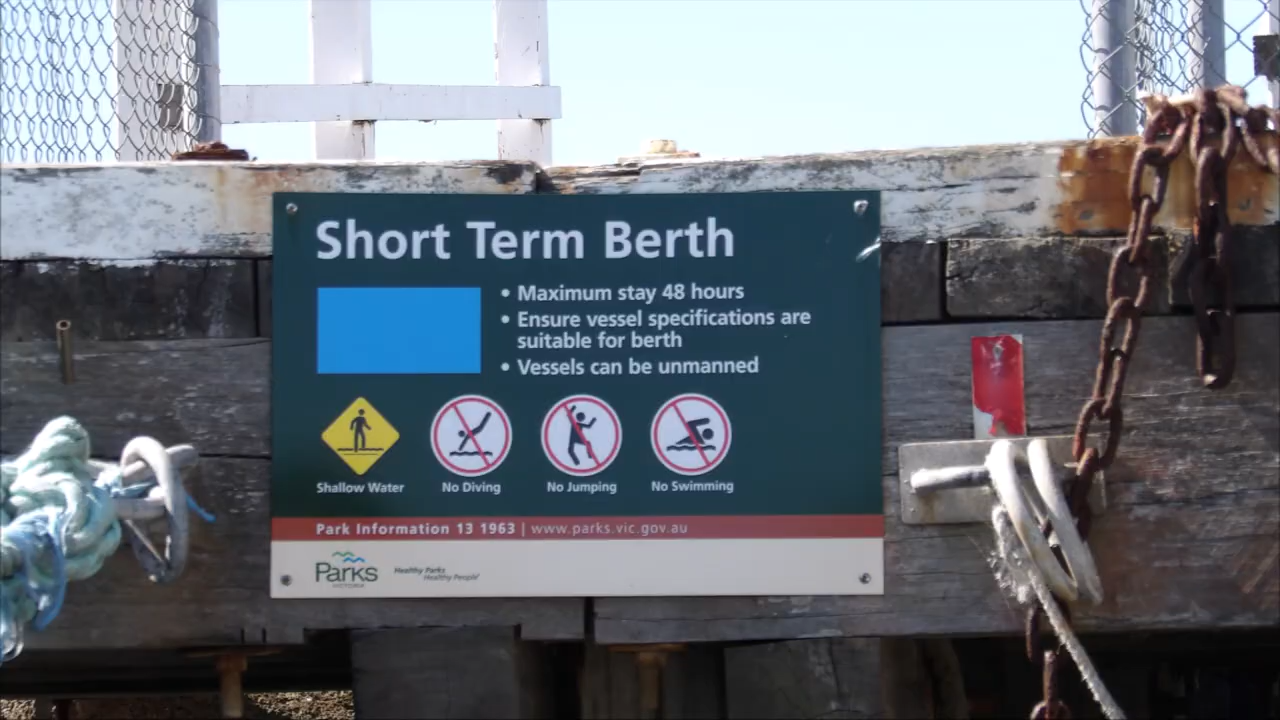 Short Term Berth
• Maximum stay 48 hours
• Ensure vessel specifications are
suitable for berth
• Vessels can be unmanned
Shallow Water No Diving No Jumping No Swimming
Park Information 13 1963 | www.parks.vic.gov.au
Parks
VICTORIA
Healthy Parks
Healthy People